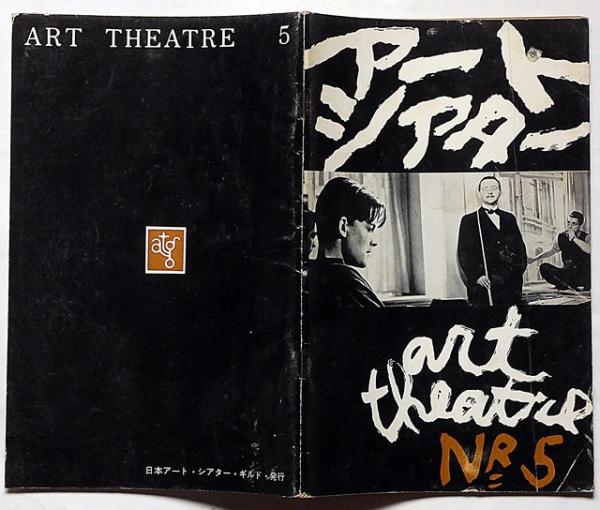 ART THEATRE 5
atg
日本アート・シアター・ギルド・発行
アート
シアター
art
theatre
NR 5